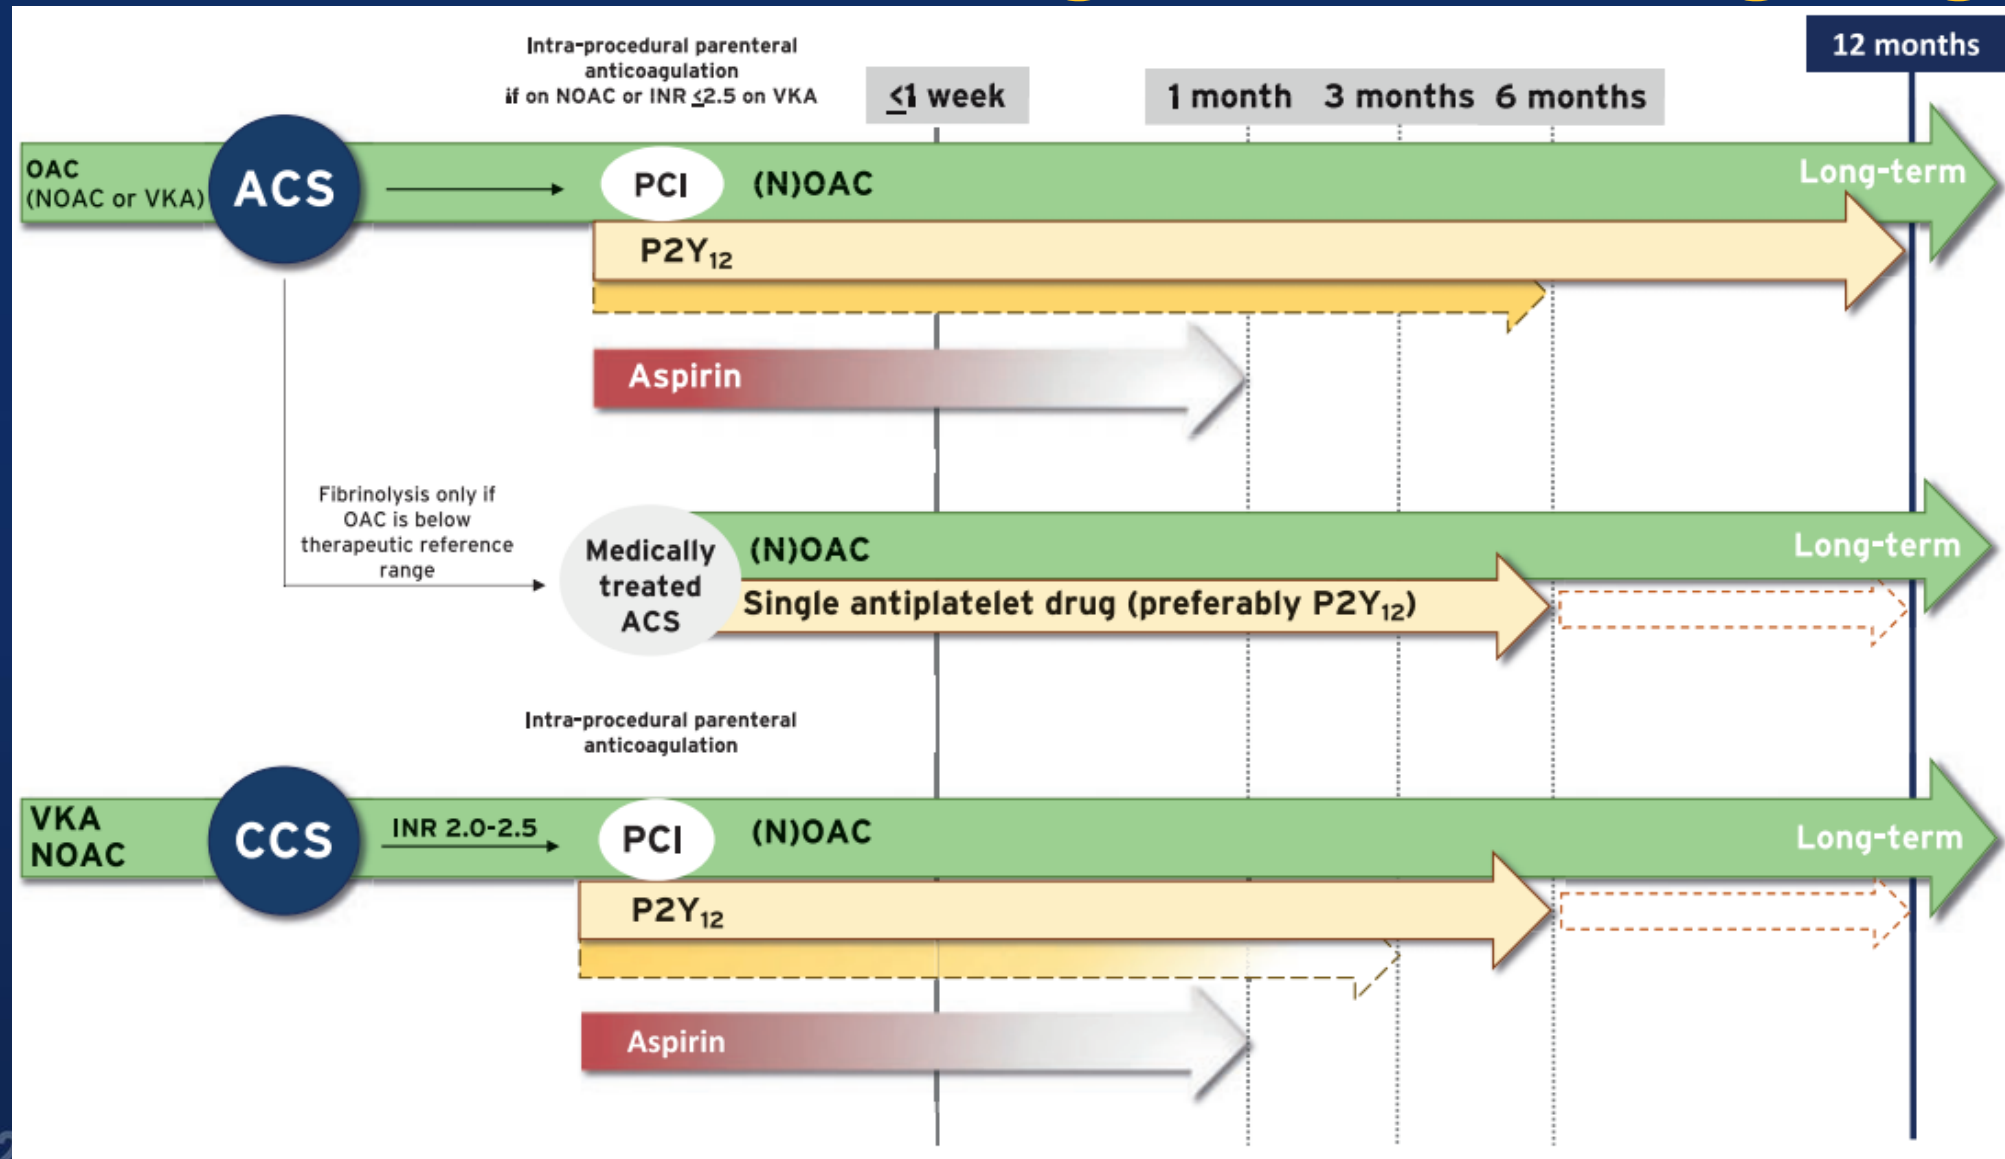 12 months
Intra-procedural parenteral
anticoagulation
if on NOAC or INR ≤2.5 on VKA
≤1 week
1 month
3 months
6 months
OAC
(NOAC or VKA)
ACS
PCI
(N)OAC
Long-term
P2Y12
Aspirin
Fibrinolysis only if
OAC is below
therapeutic reference
range
Medically
treated
ACS
(N)OAC
Long-term
Single antiplatelet drug (preferably P2Y12)
Intra-procedural parenteral
anticoagulation
VKA
NOAC
CCS
INR 2.0-2.5
PCI
(N)OAC
Long-term
P2Y12
Aspirin